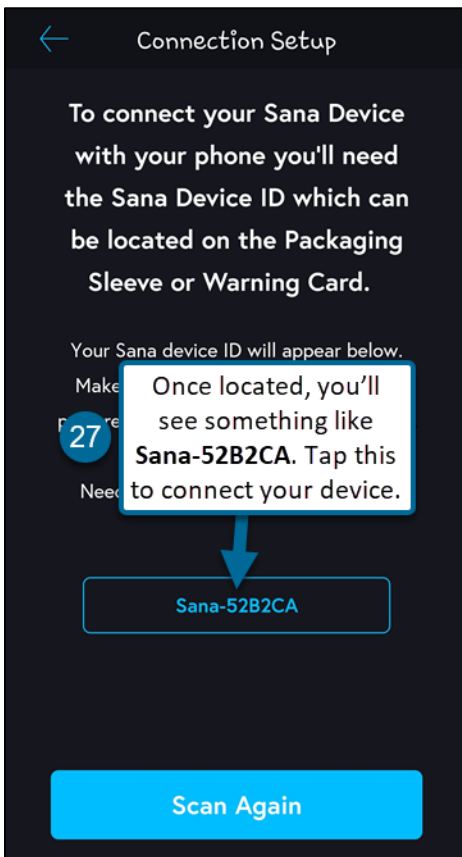 Connection Setup
To connect your Sana Device
with your phone you'll need
the Sana Device ID which can
be located on the Packaging
Sleeve or Warning Card.
Your Sana device ID will appear below.
Make
27
Once located, you'll
see something like
Sana-52B2CA. Tap this
to connect your device.
Sana-52B2CA
Scan Again